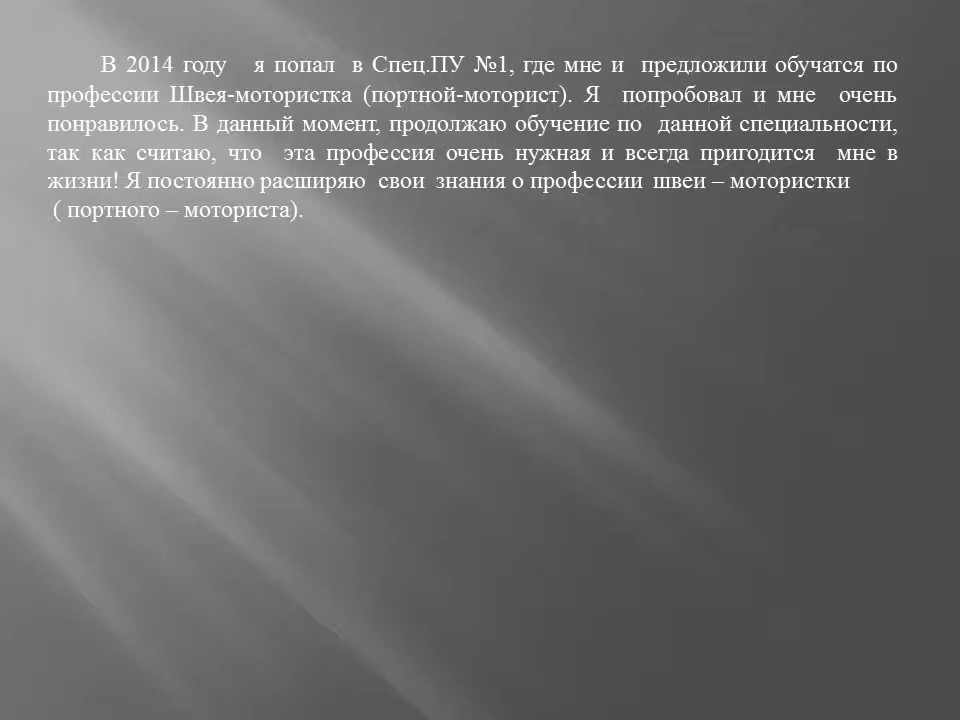 В 2014 году я попал в Спец.ПУ №1, где мне и предложили обучатся по
профессии Швея-мотористка (портной-моторист). Я попробовал и мне очень
понравилось. В данный момент, продолжаю обучение по данной специальности,
так как считаю, что эта профессия очень нужная и всегда пригодится мне в
жизни! Я постоянно расширяю свои знания о профессии швеи – мотористки
( портного – моториста).